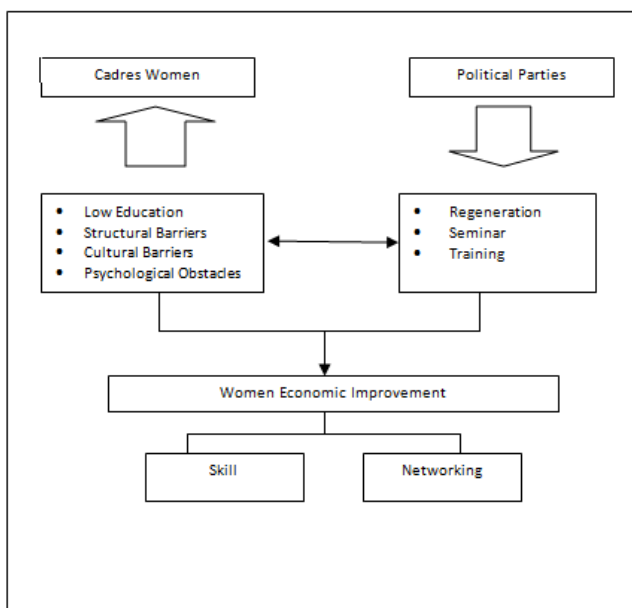 Cadres Women
Political Parties
• Low Education
• Structural Barriers
• Cultural Barriers
• Psychological Obstacles
• Regeneration
• Seminar
• Training
Women Economic Improvement
Skill
Networking